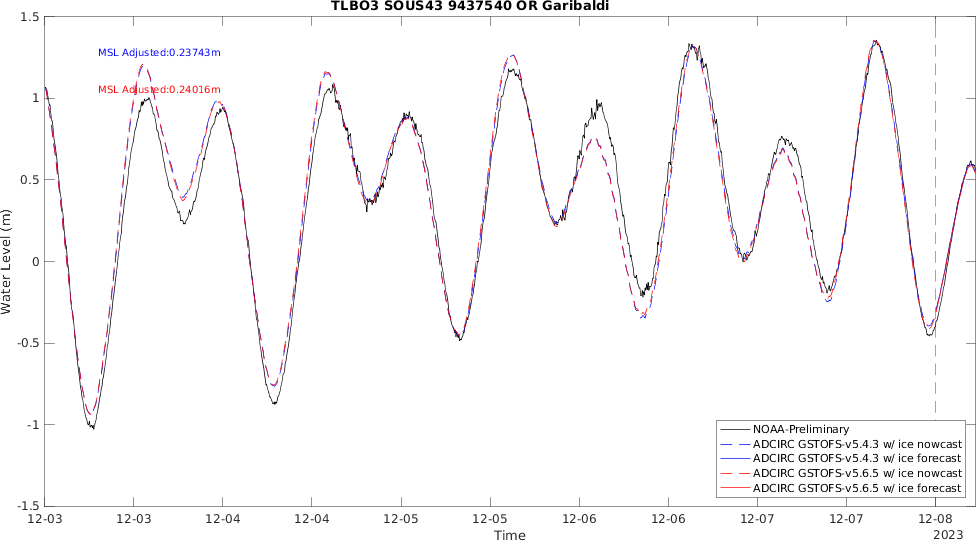 TLBO3 SOUS43 9437540 OR Garibaldi
1.5
MSL Adjusted:0.23743m
MSL Adjusted:0.24016m
1
0.5
0
-0.5
-1
-1.5
Water Level (m)
NOAA-Preliminary
ADCIRC GSTOFS-v5.4.3 w/ ice nowcast
ADCIRC GSTOFS-v5.4.3 w/ ice forecast
ADCIRC GSTOFS-v5.6.5 w/ ice nowcast
ADCIRC GSTOFS-v5.6.5 w/ ice forecast
12-03 12-03 12-04 12-04 12-05 12-05 12-06 12-06 12-07 12-07 12-08
Time
2023